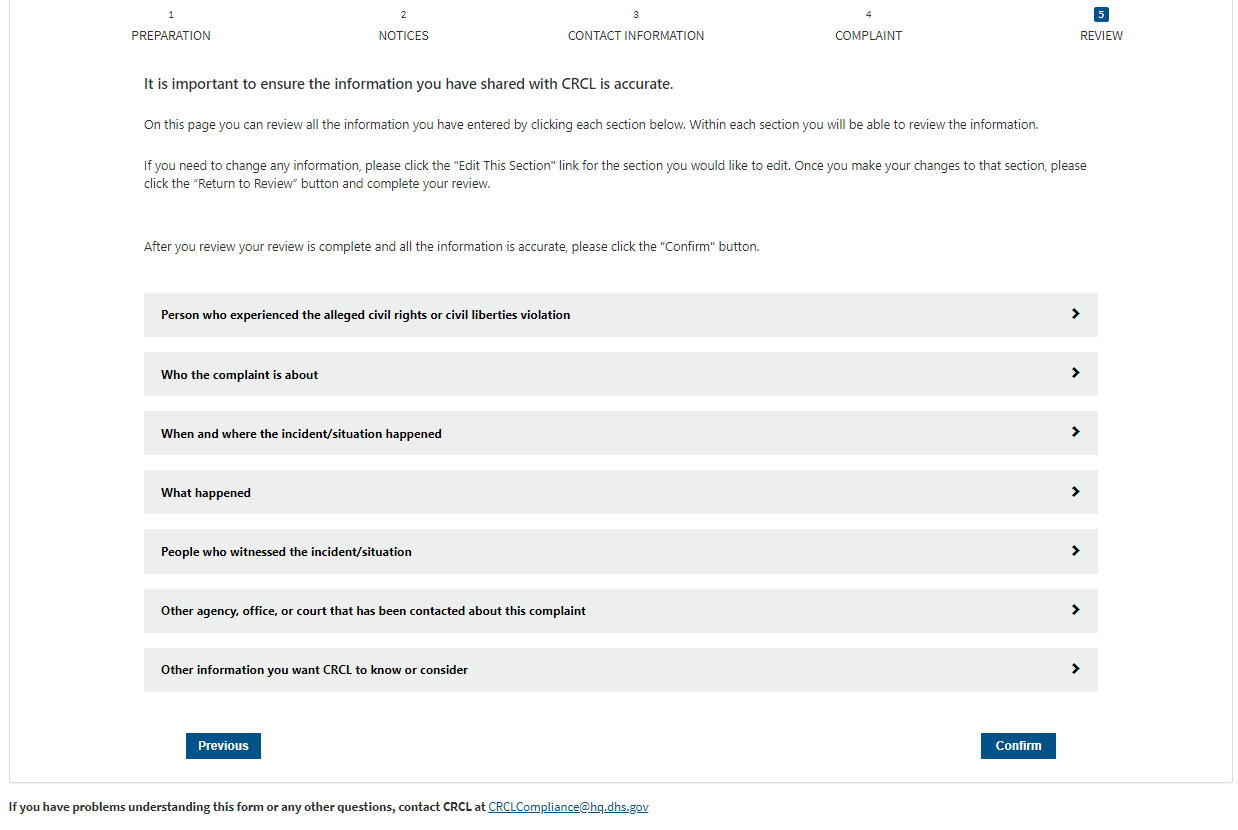 1
PREPARATION
2
NOTICES
3
CONTACT INFORMATION
4
COMPLAINT
5
REVIEW
It is important to ensure the information you have shared with CRCL is accurate.
On this page you can review all the information you have entered by clicking each section below. Within each section you will be able to review the information.
If you need to change any information, please click the "Edit This Section" link for the section you would like to edit. Once you make your changes to that section, please
click the “Return to Review” button and complete your review.
After you review your review is complete and all the information is accurate, please click the "Confirm" button.
Person who experienced the alleged civil rights or civil liberties violation
Who the complaint is about
When and where the incident/situation happened
What happened
People who witnessed the incident/situation
Other agency, office, or court that has been contacted about this complaint
Other information you want CRCL to know or consider
Previous
Confirm
If you have problems understanding this form or any other questions, contact CRCL at CRCLCompliance@hq.dhs.gov